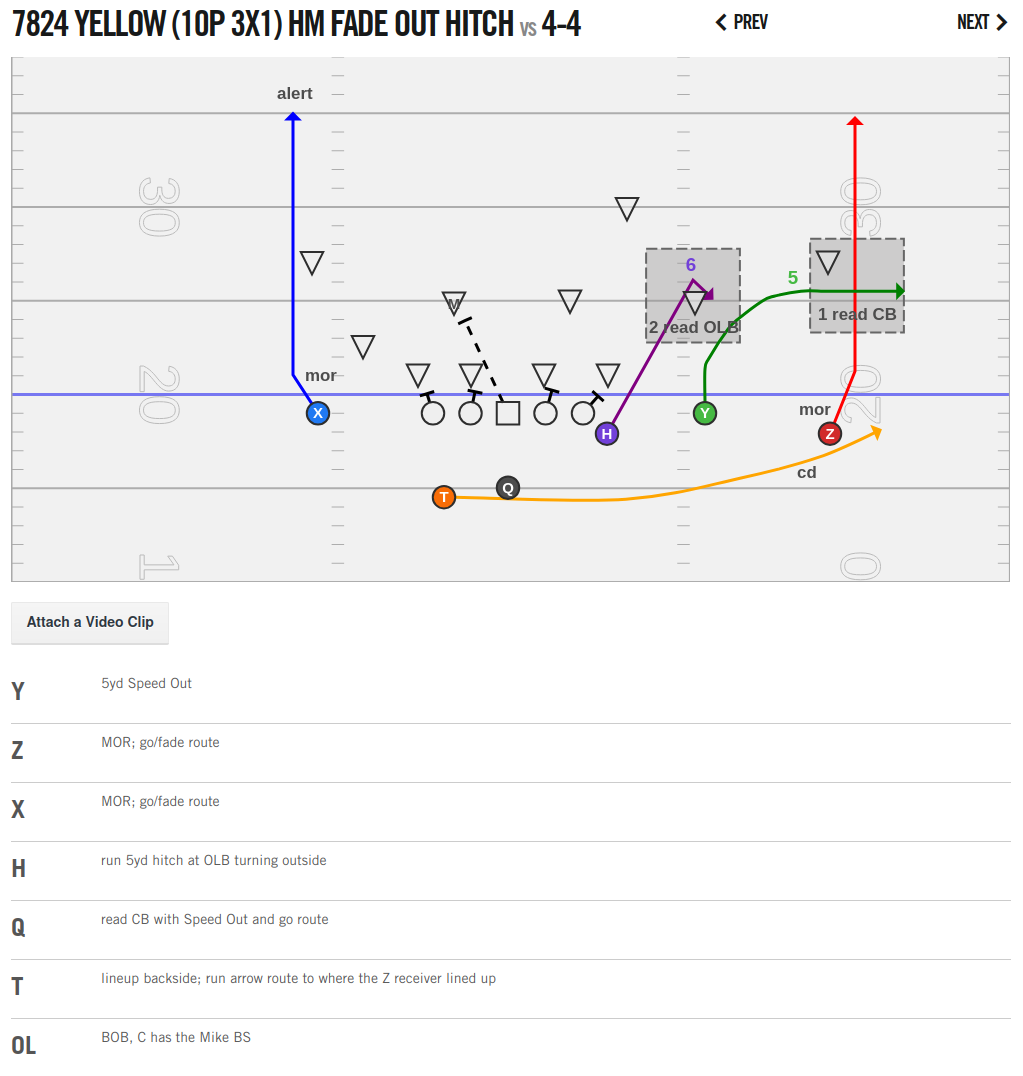 7824 YELLOW (10P 3X1) HM FADE OUT HITCH VS 4-4
PREV
NEXT
alert
30
30
6
5
M
1 read CB
2 read OLB
mor
20
20
X
mor
Y
H
Z
cd
Q
T
1
0
Attach a Video Clip
Y 5yd Speed Out
Z MOR; go/fade route
X MOR; go/fade route
H run 5yd hitch at OLB turning outside
Q read CB with Speed Out and go route
T lineup backside; run arrow route to where the Z receiver lined up
OL BOB, C has the Mike BS